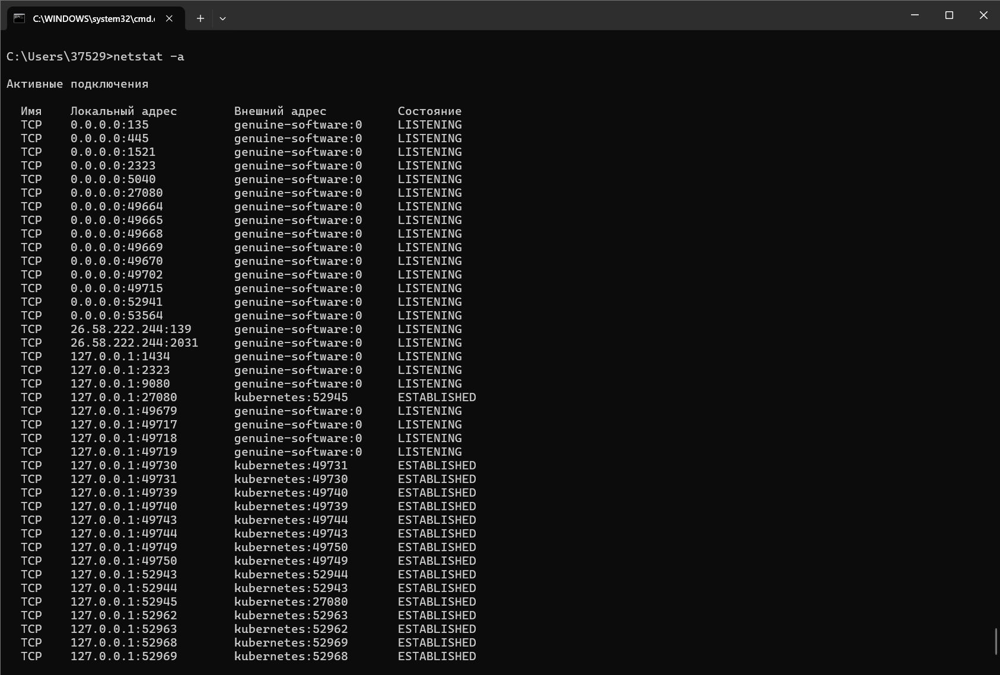 C:\WINDOWS\system32\cmd.
C:\Users\37529>netstat -a
Активные подключения
Имя Локальный адрес Внешний адрес Состояние
TCP 0.0.0.0:135 genuine-software:0 LISTENING
TCP 0.0.0.0:445 genuine-software:0 LISTENING
TCP 0.0.0.0:1521 genuine-software:0 LISTENING
TCP 0.0.0.0:2323 genuine-software:0 LISTENING
TCP 0.0.0.0:5040 genuine-software:0 LISTENING
TCP 0.0.0.0:27080 genuine-software:0 LISTENING
TCP 0.0.0.0:49664 genuine-software:0 LISTENING
TCP 0.0.0.0:49665 genuine-software:0 LISTENING
TCP 0.0.0.0:49668 genuine-software:0 LISTENING
TCP 0.0.0.0:49669 genuine-software:0 LISTENING
TCP 0.0.0.0:49670 genuine-software:0 LISTENING
TCP 0.0.0.0:49702 genuine-software:0 LISTENING
TCP 0.0.0.0:49715 genuine-software:0 LISTENING
TCP 0.0.0.0:52941 genuine-software:0 LISTENING
TCP 0.0.0.0:53564 genuine-software:0 LISTENING
TCP 26.58.222.244:139 genuine-software:0 LISTENING
TCP 26.58.222.244:2031 genuine-software:0 LISTENING
TCP 127.0.0.1:1434 genuine-software:0 LISTENING
TCP 127.0.0.1:2323 genuine-software:0 LISTENING
TCP 127.0.0.1:9080 genuine-software:0 LISTENING
TCP 127.0.0.1:27080 kubernetes:52945 ESTABLISHED
TCP 127.0.0.1:49679 genuine-software:0 LISTENING
TCP 127.0.0.1:49717 genuine-software:0 LISTENING
TCP 127.0.0.1:49718 genuine-software:0 LISTENING
TCP 127.0.0.1:49719 genuine-software:0 LISTENING
TCP 127.0.0.1:49730 kubernetes:49731 ESTABLISHED
TCP 127.0.0.1:49731 kubernetes:49730 ESTABLISHED
TCP 127.0.0.1:49739 kubernetes:49740 ESTABLISHED
TCP 127.0.0.1:49740 kubernetes:49739 ESTABLISHED
TCP 127.0.0.1:49743 kubernetes:49744 ESTABLISHED
TCP 127.0.0.1:49744 kubernetes:49743 ESTABLISHED
TCP 127.0.0.1:49749 kubernetes:49750 ESTABLISHED
TCP 127.0.0.1:49750 kubernetes:49749 ESTABLISHED
TCP 127.0.0.1:52943 kubernetes:52944 ESTABLISHED
TCP 127.0.0.1:52944 kubernetes:52943 ESTABLISHED
TCP 127.0.0.1:52945 kubernetes:27080 ESTABLISHED
TCP 127.0.0.1:52962 kubernetes:52963 ESTABLISHED
TCP 127.0.0.1:52963 kubernetes:52962 ESTABLISHED
TCP 127.0.0.1:52968 kubernetes:52969 ESTABLISHED
TCP 127.0.0.1:52969 kubernetes:52968 ESTABLISHED